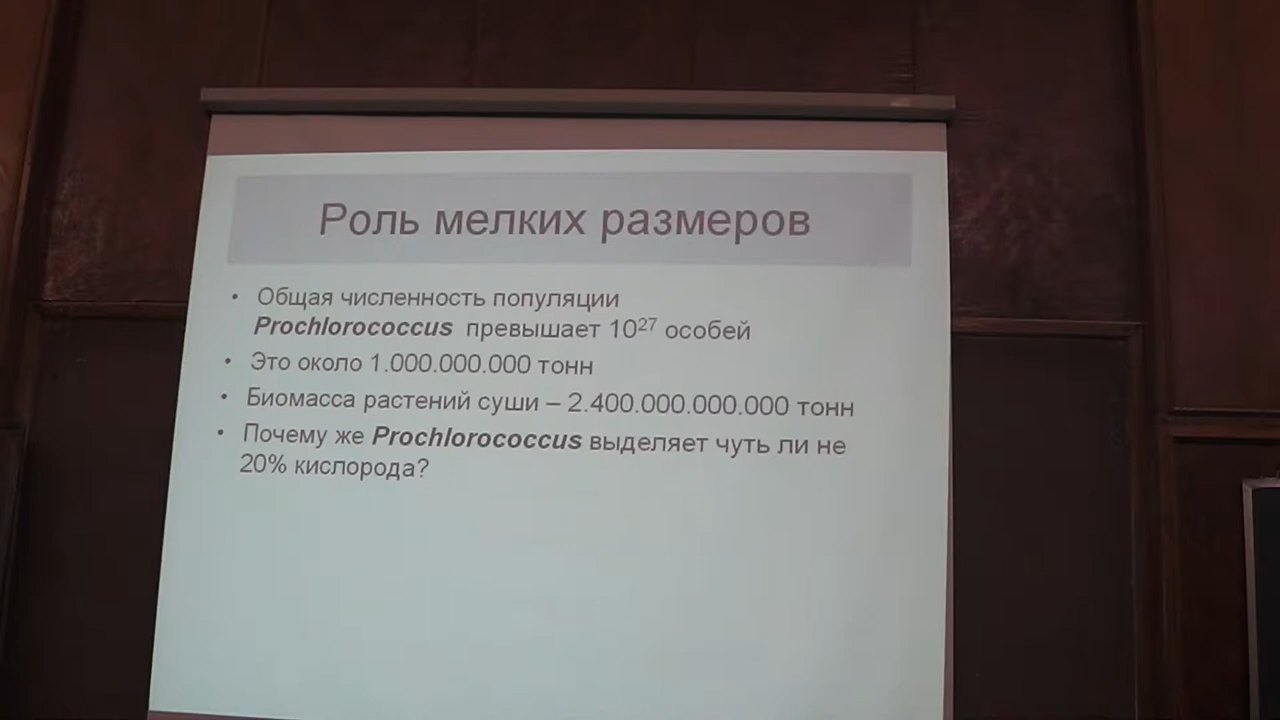 Роль мелких размеров
• Общая численность популяции
Prochlorococcus превышает 10²⁷ особей
• Это около 1.000.000.000 тонн
• Биомасса растений суши – 2.400.000.000.000 тонн
• Почему же Prochlorococcus выделяет чуть ли не
20% кислорода?